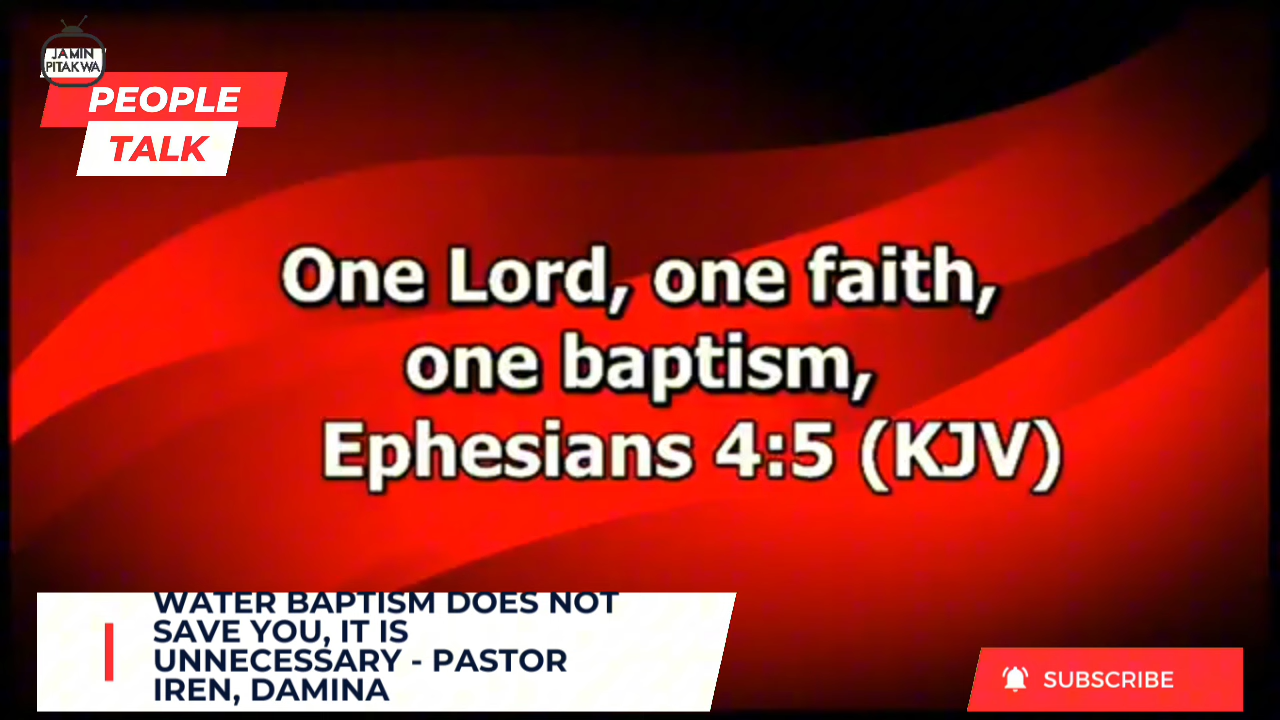 JAMIN
PITAKWA
PEOPLE
TALK
One Lord, one faith,
one baptism,
Ephesians 4:5 (KJV)
WATER BAPTISM DOES NOT
SAVE YOU, IT IS
UNNECESSARY - PASTOR
IREN, DAMINA
SUBSCRIBE